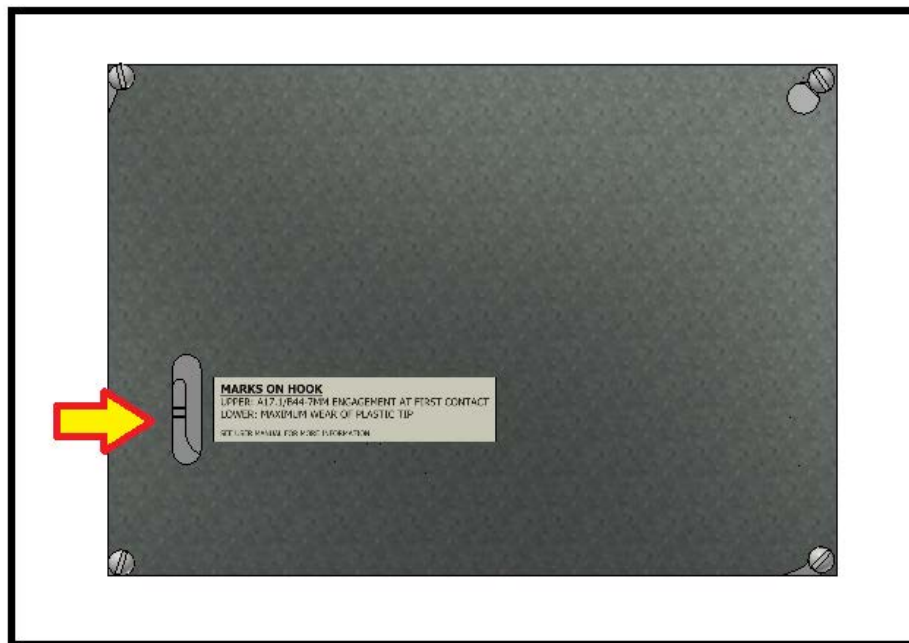 MARKS ON HOOK
UPPER: A17.1/B44-7MM ENGAGEMENT AT FIRST CONTACT
LOWER: MAXIMUM WEAR OF PLASTIC TIP
SEE USER MANUAL FOR MORE INFORMATION